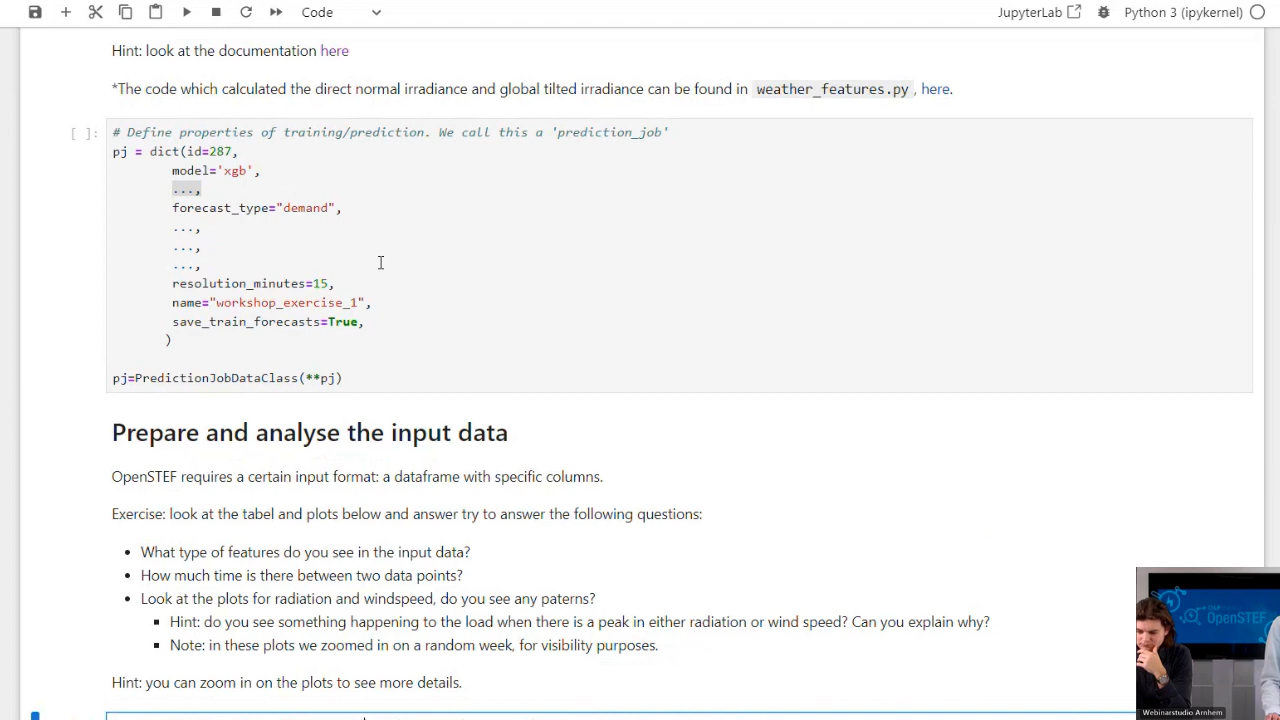 Code
JupyterLab
Python 3 (ipykernel)
Hint: look at the documentation here
*The code which calculated the direct normal irradiance and global tilted irradiance can be found in weather_features.py, here.
[ ]:
# Define properties of training/prediction. We call this a 'prediction_job'
pj = dict(id=287,
model='xgb',
...,
forecast_type="demand",
...,
...,
...,
resolution_minutes=15,
name="workshop_exercise_1",
save_train_forecasts=True,
)
pj=PredictionJobDataClass(**pj)
Prepare and analyse the input data
OpenSTEF requires a certain input format: a dataframe with specific columns.
Exercise: look at the tabel and plots below and answer try to answer the following questions:
• What type of features do you see in the input data?
• How much time is there between two data points?
• Look at the plots for radiation and windspeed, do you see any paterns?
▪ Hint: do you see something happening to the load when there is a peak in either radiation or wind speed? Can you explain why?
▪ Note: in these plots we zoomed in on a random week, for visibility purposes.
Hint: you can zoom in on the plots to see more details.
OpenSTEF
Webinarstudio Arnhem